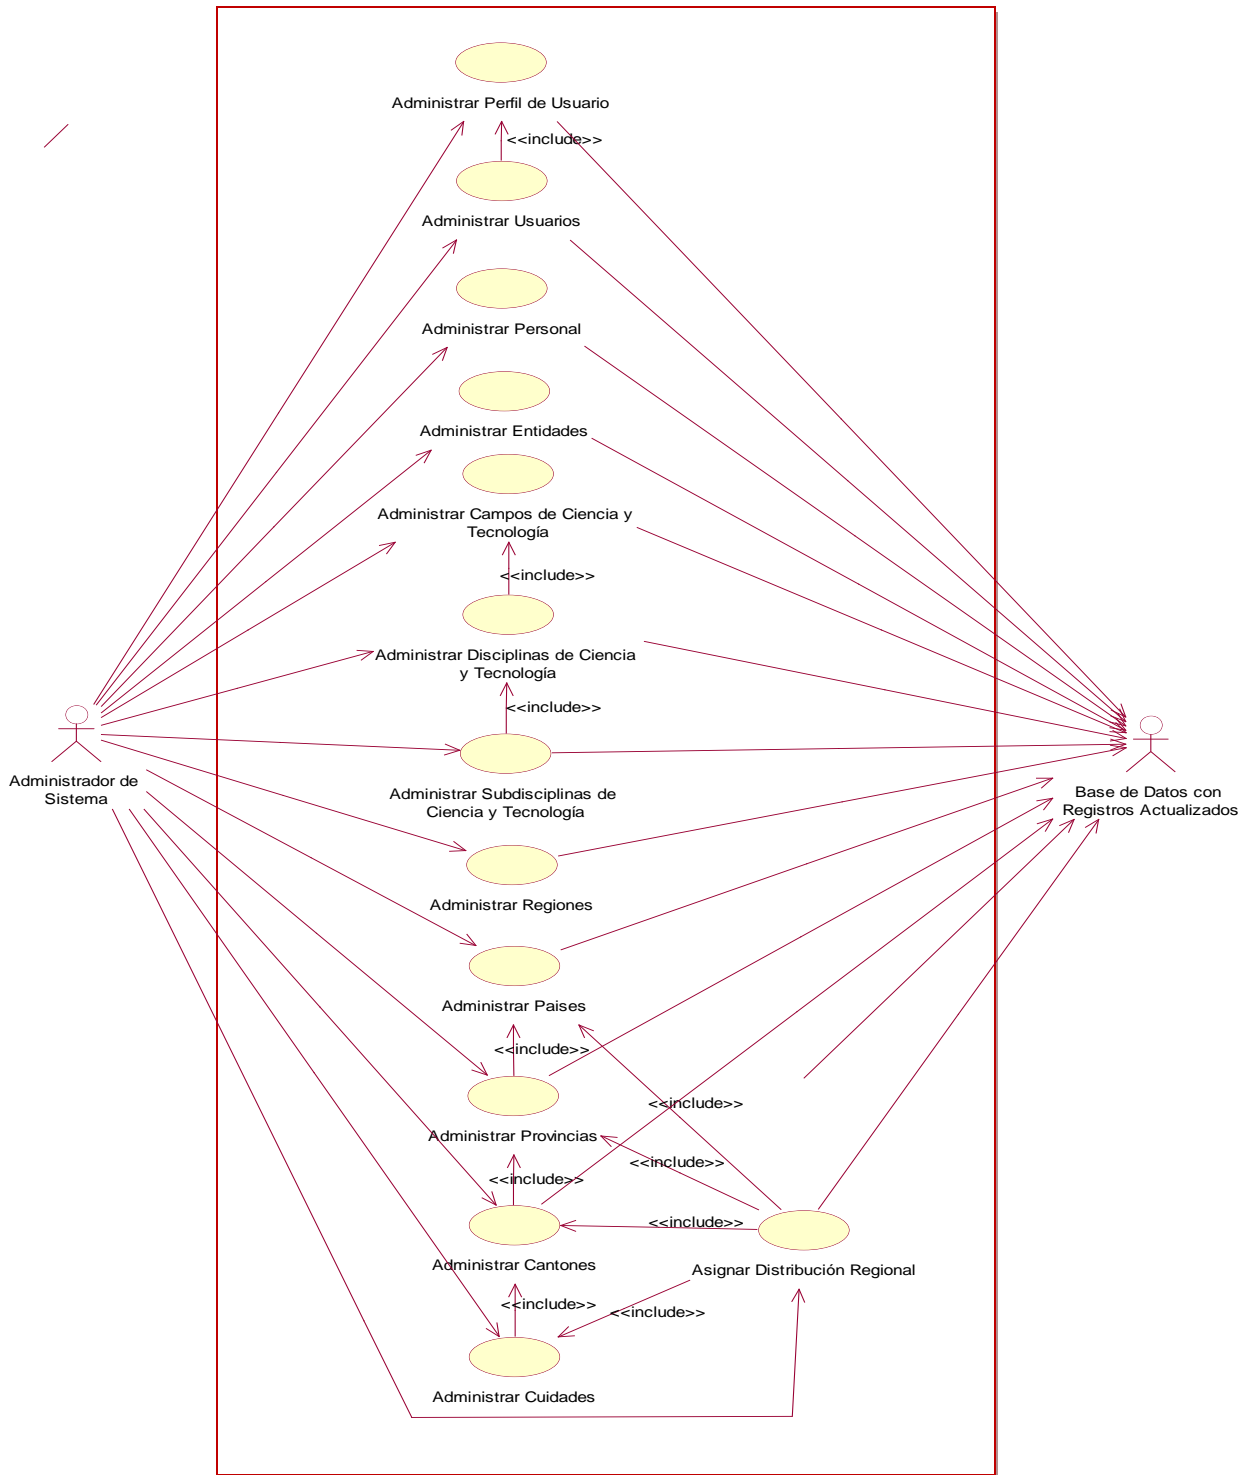 Administrar Perfil de Usuario
<<include>>
Administrar Usuarios
Administrar Personal
Administrar Entidades
Administrar Campos de Ciencia y
Tecnología
<<include>>
Administrar Disciplinas de Ciencia
y Tecnología
<<include>>
Administrador de
Sistema
Administrar Subdisciplinas de
Ciencia y Tecnología
Base de Datos con
Registros Actualizados
Administrar Regiones
Administrar Paises
<<include>>
<<include>>
Administrar Provincias
<<include>>
<<include>>
<<include>>
Administrar Cantones
Asignar Distribución Regional
<<include>>
<<include>>
Administrar Cuidades